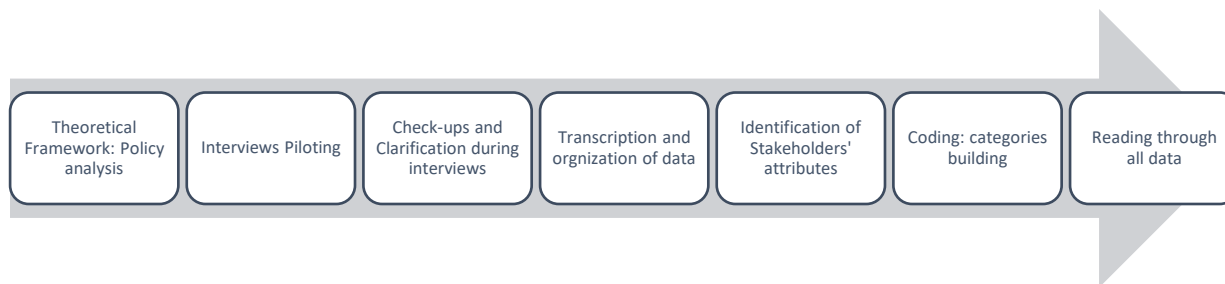 Theoretical
Framework: Policy
analysis
Interviews Piloting
Check-ups and
Clarification during
interviews
Transcription and
orgnization of data
Identification of
Stakeholders'
attributes
Coding: categories
building
Reading through
all data